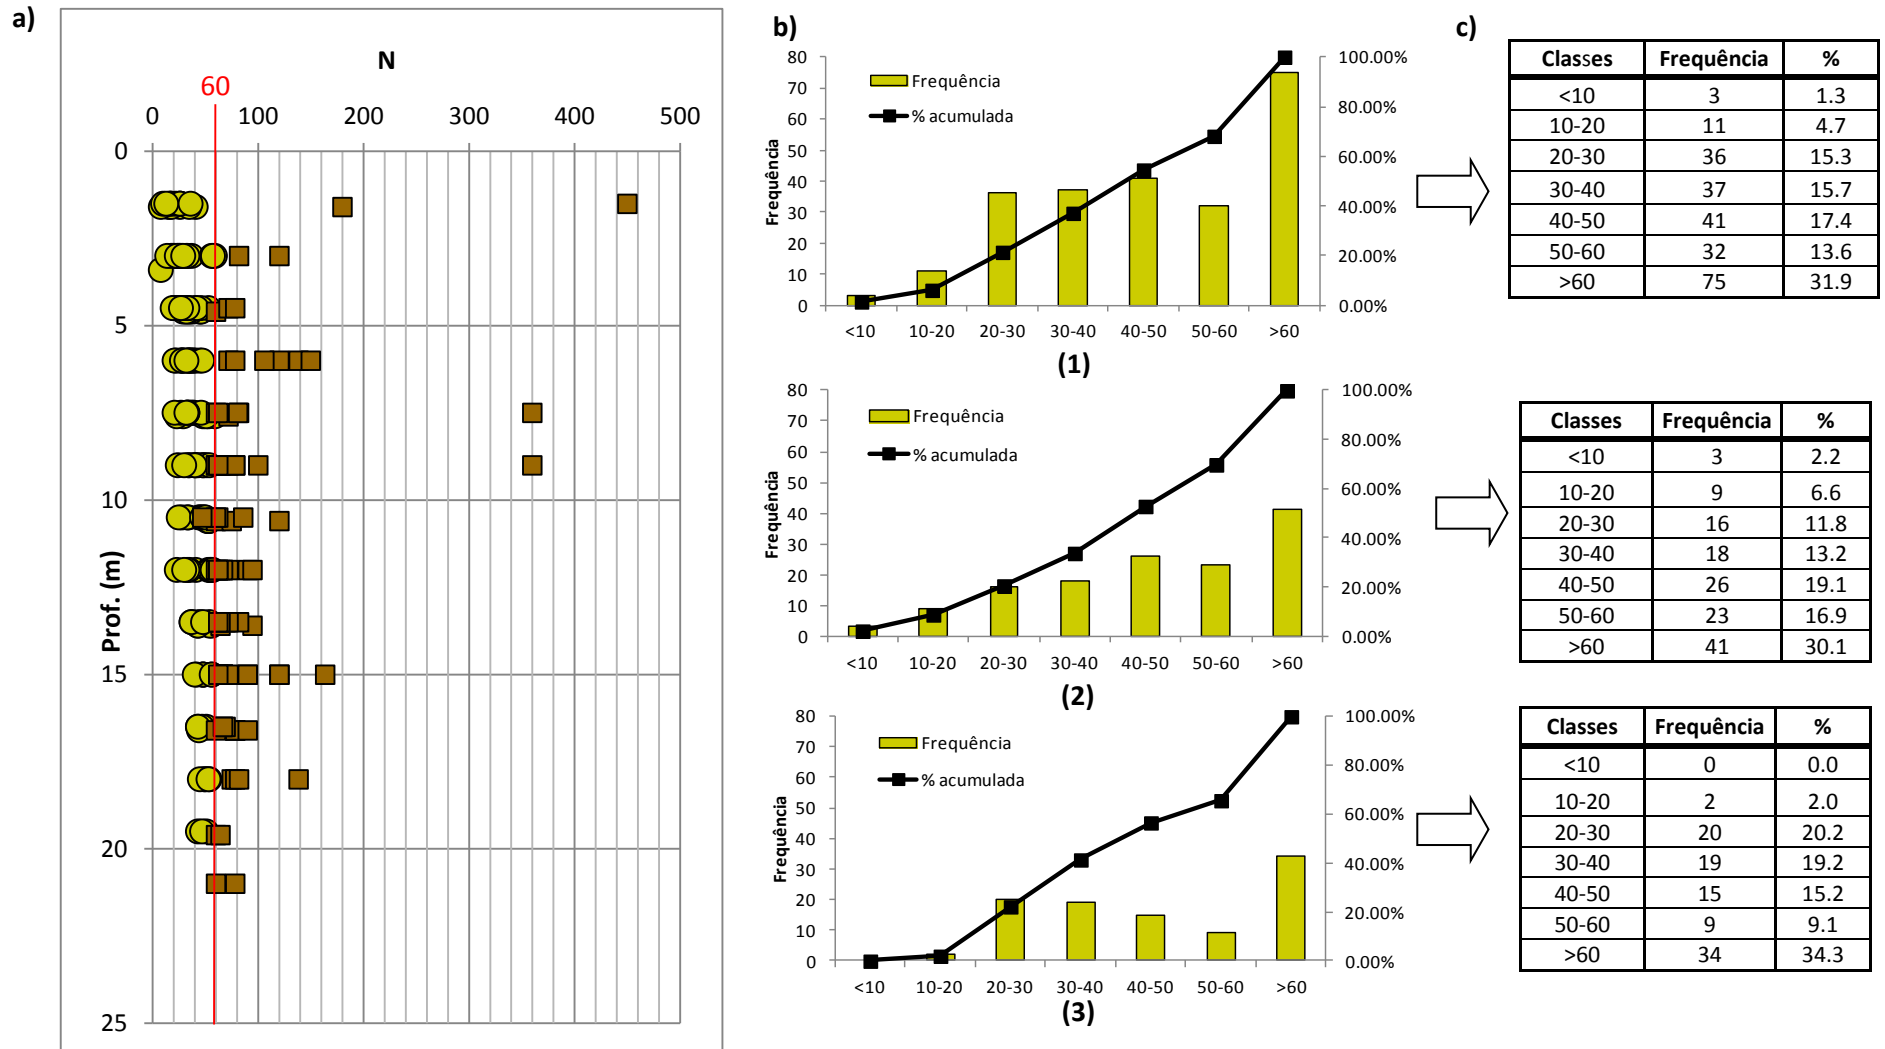 a)
N
60
0 100 200 300 400 500
0
5
10
15
20
25
Prof. (m)
b)
80
70
60
50
40
30
20
10
0
Frequência
Frequência
% acumulada
100.00%
80.00%
60.00%
40.00%
20.00%
0.00%
<10 10-20 20-30 30-40 40-50 50-60 >60
(1)
80
70
60
50
40
30
20
10
0
Frequência
Frequência
% acumulada
100.00%
80.00%
60.00%
40.00%
20.00%
0.00%
<10 10-20 20-30 30-40 40-50 50-60 >60
(2)
80
70
60
50
40
30
20
10
0
Frequência
Frequência
% acumulada
100.00%
80.00%
60.00%
40.00%
20.00%
0.00%
<10 10-20 20-30 30-40 40-50 50-60 >60
(3)
c)
Classes Frequência %
<10 3 1.3
10-20 11 4.7
20-30 36 15.3
30-40 37 15.7
40-50 41 17.4
50-60 32 13.6
>60 75 31.9
Classes Frequência %
<10 3 2.2
10-20 9 6.6
20-30 16 11.8
30-40 18 13.2
40-50 26 19.1
50-60 23 16.9
>60 41 30.1
Classes Frequência %
<10 0 0.0
10-20 2 2.0
20-30 20 20.2
30-40 19 19.2
40-50 15 15.2
50-60 9 9.1
>60 34 34.3